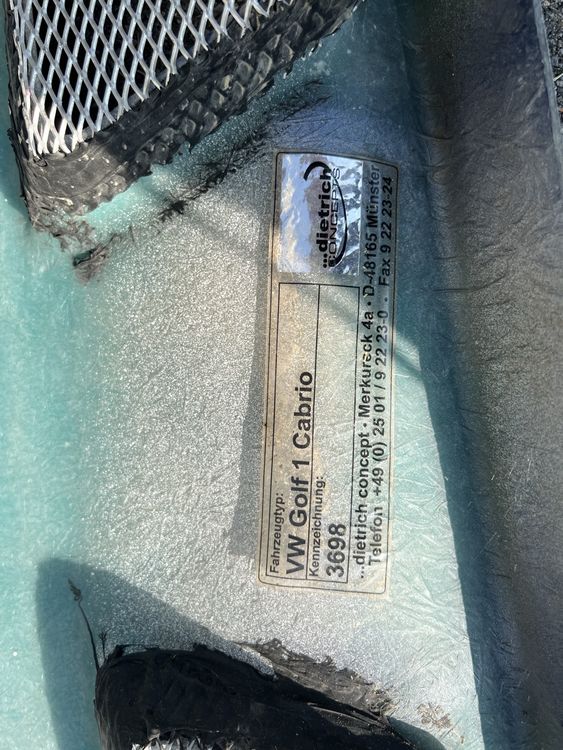 ...dietrich
CONCEPTS
Fahrzeugtyp:
VW Golf 1 Cabrio
Kennzeichnung:
3698
...dietrich concept • Merkureck 4a • D-48165 Münster
Telefon +49 (0) 25 01 / 9 22 23-0 Fax 9 22 23-24